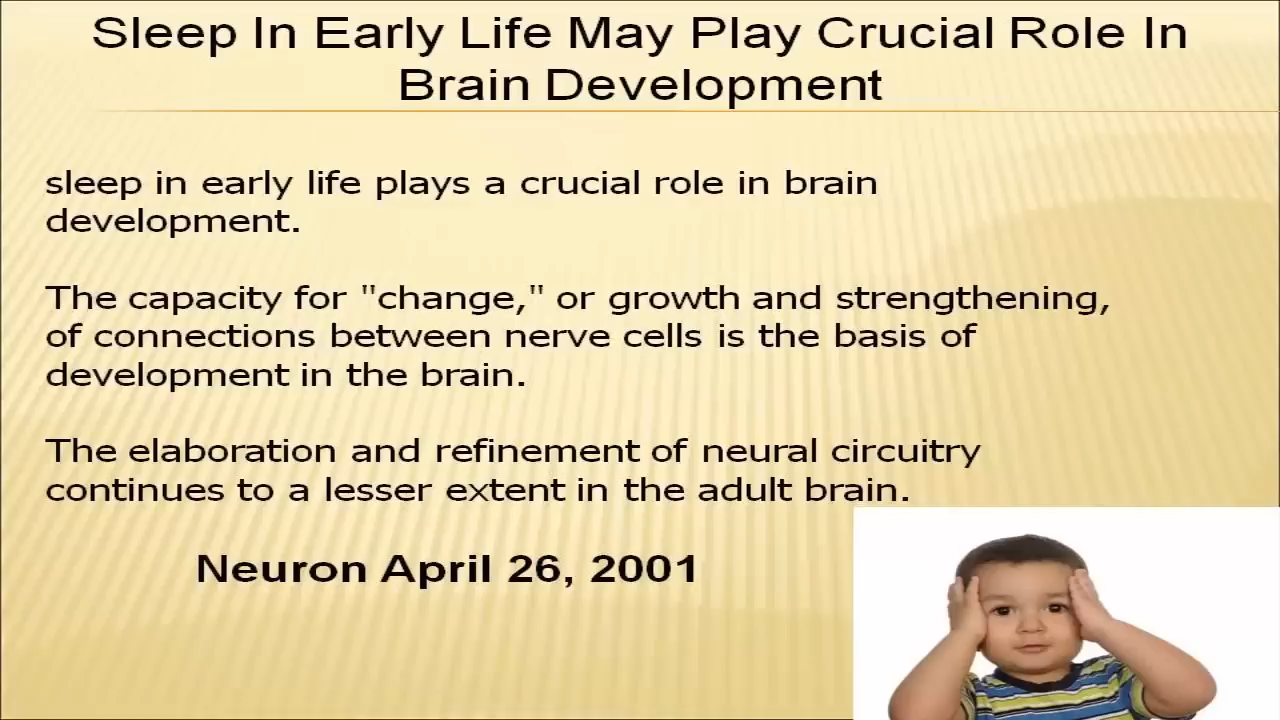 Sleep In Early Life May Play Crucial Role In
Brain Development
sleep in early life plays a crucial role in brain
development.
The capacity for "change," or growth and strengthening,
of connections between nerve cells is the basis of
development in the brain.
The elaboration and refinement of neural circuitry
continues to a lesser extent in the adult brain.
Neuron April 26, 2001